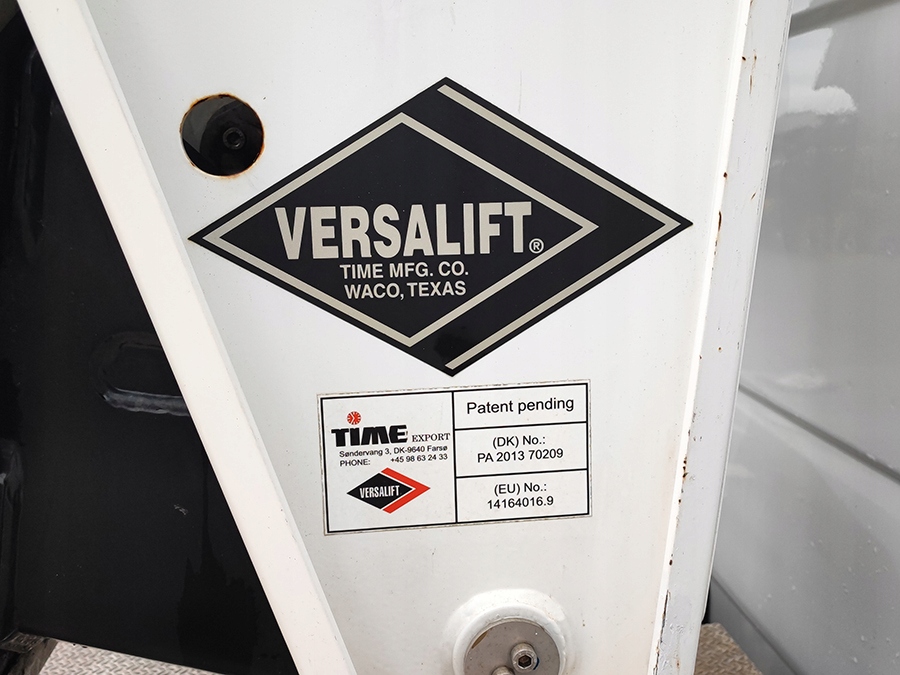 VERSALIFT®
TIME MFG. CO.
WACO, TEXAS
TIME EXPORT
Søndervang 3, DK-9640 Farsø
PHONE: +45 98 63 24 33
VERSALIFT
Patent pending
(DK) No.:
PA 2013 70209
(EU) No.:
14164016.9